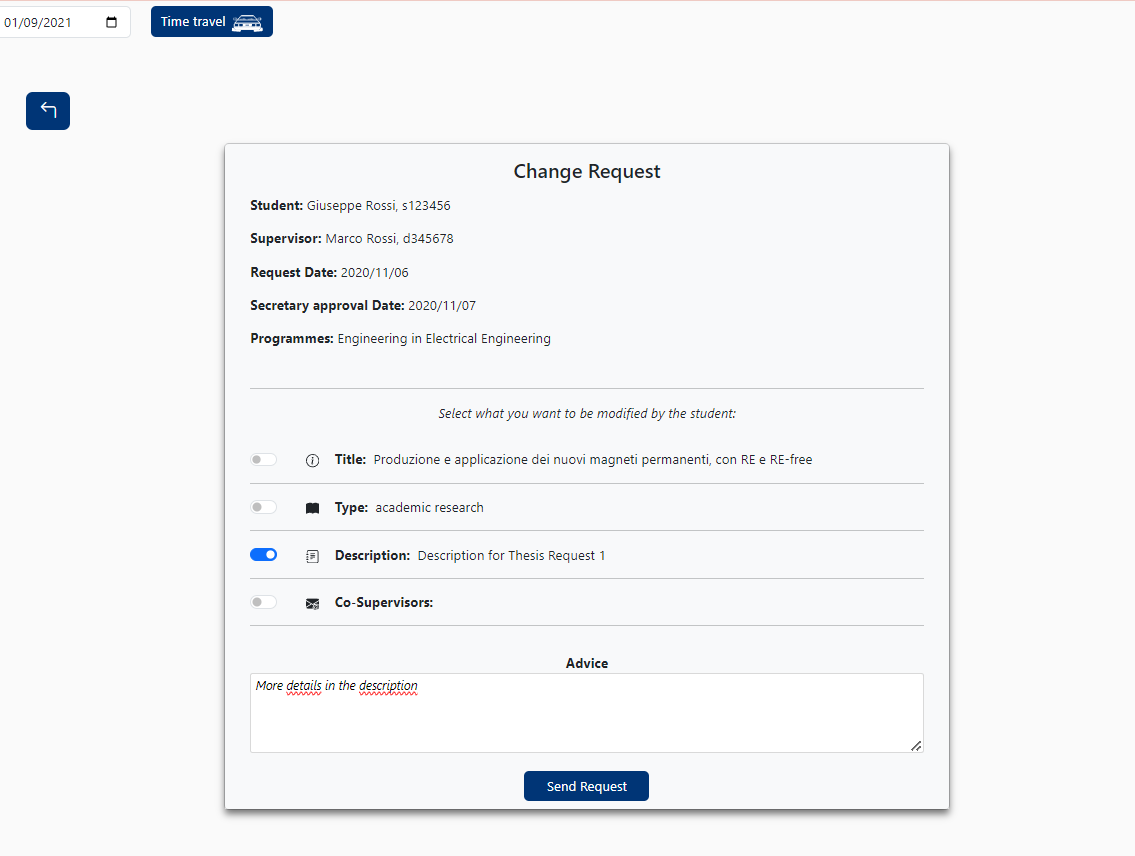 01/09/2021
Time travel
Change Request
Student: Giuseppe Rossi, s123456
Supervisor: Marco Rossi, d345678
Request Date: 2020/11/06
Secretary approval Date: 2020/11/07
Programmes: Engineering in Electrical Engineering
Select what you want to be modified by the student:
Title: Produzione e applicazione dei nuovi magneti permanenti, con RE e RE-free
Type: academic research
Description: Description for Thesis Request 1
Co-Supervisors:
Advice
More details in the description
Send Request